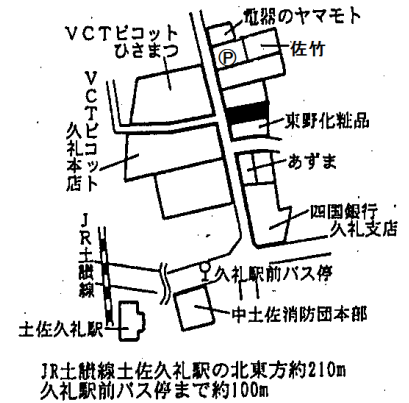 電器のヤマモト
VCTピコット
ひさまつ
P
佐竹
VCTピコット
久礼本店
東野化粧品
あずま
四国銀行
久礼支店
JR土讃線
久礼駅前バス停
土佐久礼駅
中土佐消防団本部
JR土讃線土佐久礼駅の北東方約210m
久礼駅前バス停まで約100m